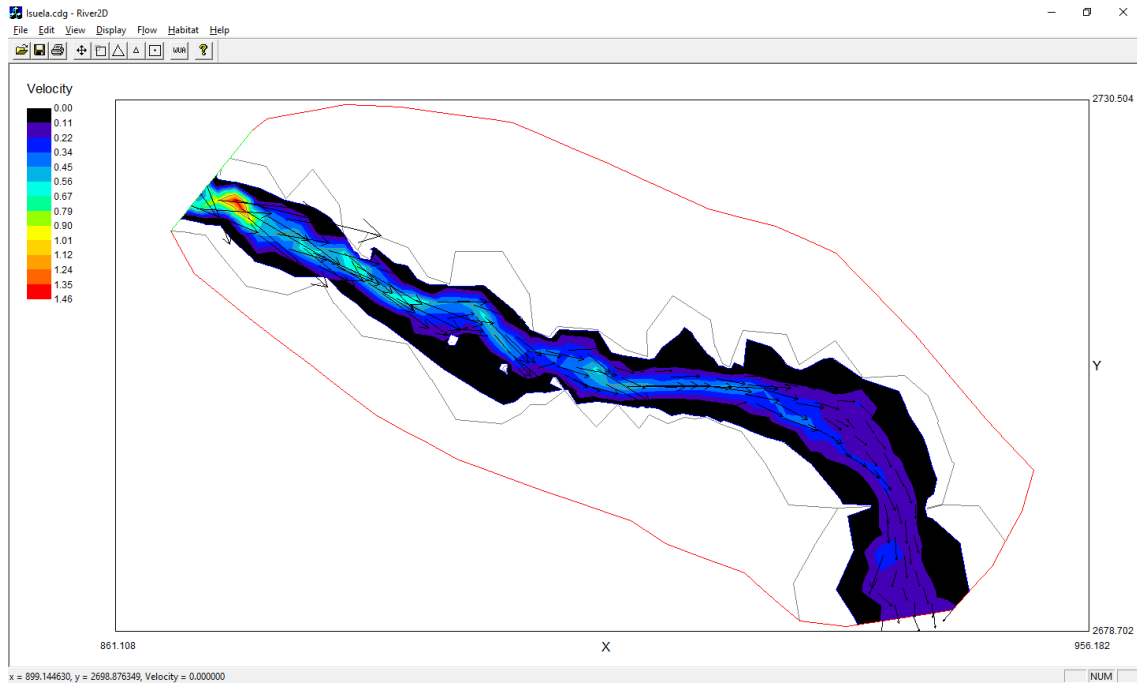 Isuela.cdg - River2D
File Edit View Display Flow Habitat Help
WUA ?
Velocity
0.00
0.11
0.22
0.34
0.45
0.56
0.67
0.79
0.90
1.01
1.12
1.24
1.35
1.46
2730.504
Y
2678.702
861.108
X
956.182
x = 899.144630, y = 2698.876349, Velocity = 0.000000
NUM